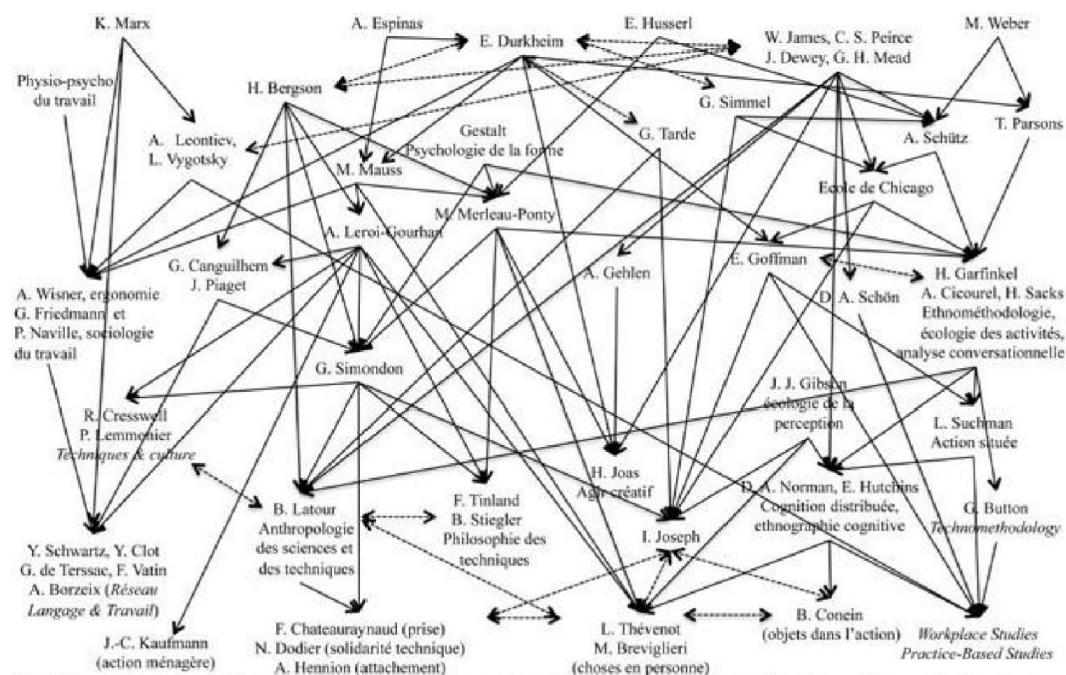 K. Marx
A. Espinas
E. Husserl
M. Weber
E. Durkheim
W. James, C. S. Peirce
J. Dewey, G. H. Mead
Physio-psycho
du travail
H. Bergson
G. Simmel
T. Parsons
A. Leontiev,
L. Vygotsky
Gestalt
Psychologie de la forme
G. Tarde
A. Schütz
M. Mauss
Ecole de Chicago
M. Merleau-Ponty
A. Leroi-Gourhan
G. Canguilhem
J. Piaget
A. Gehlen
E. Goffman
D. A. Schön
H. Garfinkel
A. Cicourel, H. Sacks
Ethnométhodologie,
écologie des activités,
analyse conversationnelle
A. Wisner, ergonomie
G. Friedmann et
P. Naville, sociologie
du travail
G. Simondon
J. J. Gibson
écologie de la
perception
R. Cresswell
P. Lemmonier
Techniques & culture
L. Suchman
Action située
H. Joas
Agir créatif
D. A. Norman, E. Hutchins
Cognition distribuée,
ethnographie cognitive
G. Button
Technomethodology
B. Latour
Anthropologie
des sciences et
des techniques
F. Tinland
B. Stiegler
Philosophie des
techniques
I. Joseph
Y. Schwartz, Y. Clot
G. de Terssac, F. Vatin
A. Borzeix (Réseau
Langage & Travail)
J.-C. Kaufmann
(action ménagère)
F. Chateauraynaud (prise)
N. Dodier (solidarité technique)
A. Hennion (attachement)
L. Thévenot
M. Breviglieri
(choses en personne)
B. Conein
(objets dans l'action)
Workplace Studies
Practice-Based Studies